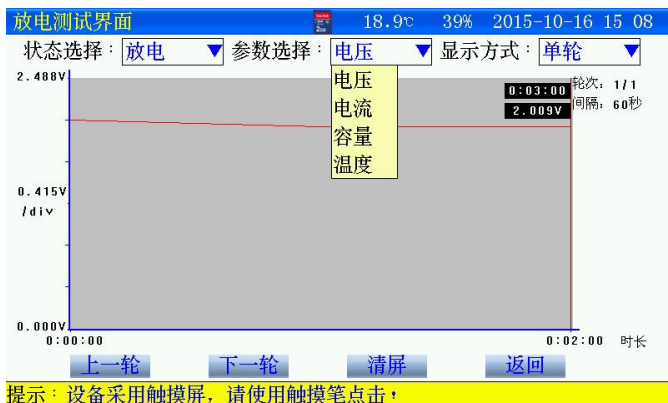 放电测试界面 18.9℃ 39% 2015-10-16 15 08
状态选择: 放电 参数选择: 电压 显示方式: 单轮
电压
电流
容量
温度
2.488V
0:03:00
2.009V
轮次: 1/1
间隔: 60秒
0.415V
/div
0.000V
0:00:00
0:02:00 时长
上一轮 下一轮 清屏 返回
提示: 设备采用触摸屏, 请使用触摸笔点击!